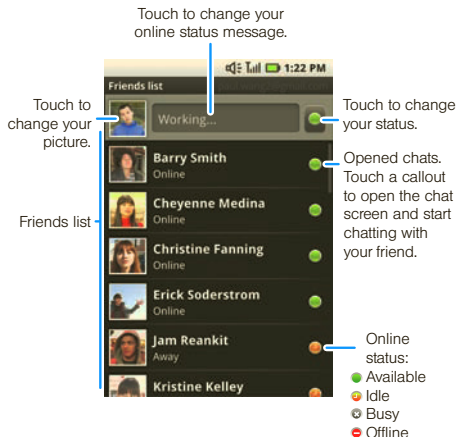 Touch to change your
online status message.
1:22 PM
Friends list
Touch to
change your
picture.
Working...
Touch to change
your status.
Barry Smith
Online
Opened chats.
Touch a callout
to open the chat
screen and start
chatting with
your friend.
Friends list
Cheyenne Medina
Online
Christine Fanning
Online
Erick Soderstrom
Online
Jam Reankit
Away
Kristine Kelley
Online
status:
Available
Idle
Busy
Offline